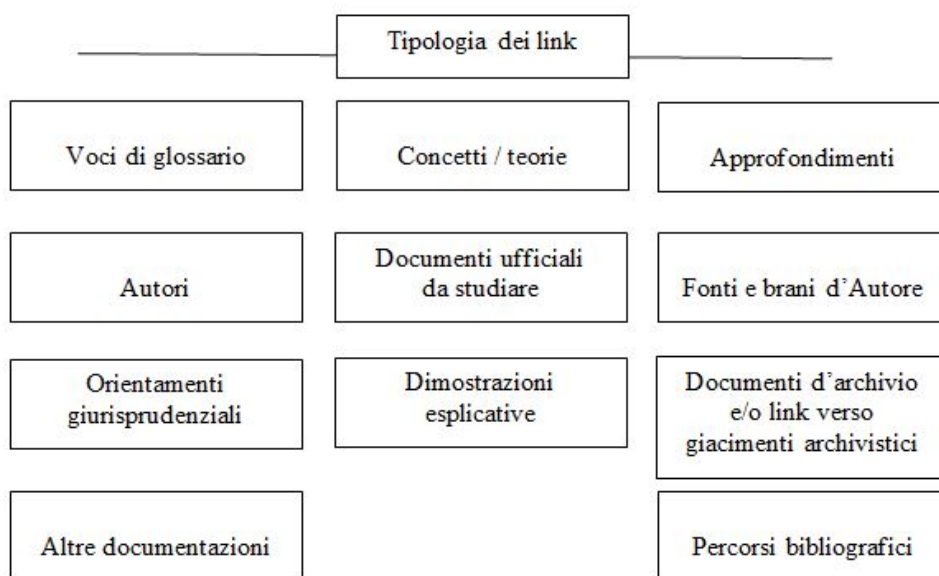 Tipologia dei link
Voci di glossario
Concetti / teorie
Approfondimenti
Autori
Documenti ufficiali
da studiare
Fonti e brani d’Autore
Orientamenti
giurisprudenziali
Dimostrazioni
esplicative
Documenti d’archivio
e/o link verso
giacimenti archivistici
Altre documentazioni
Percorsi bibliografici